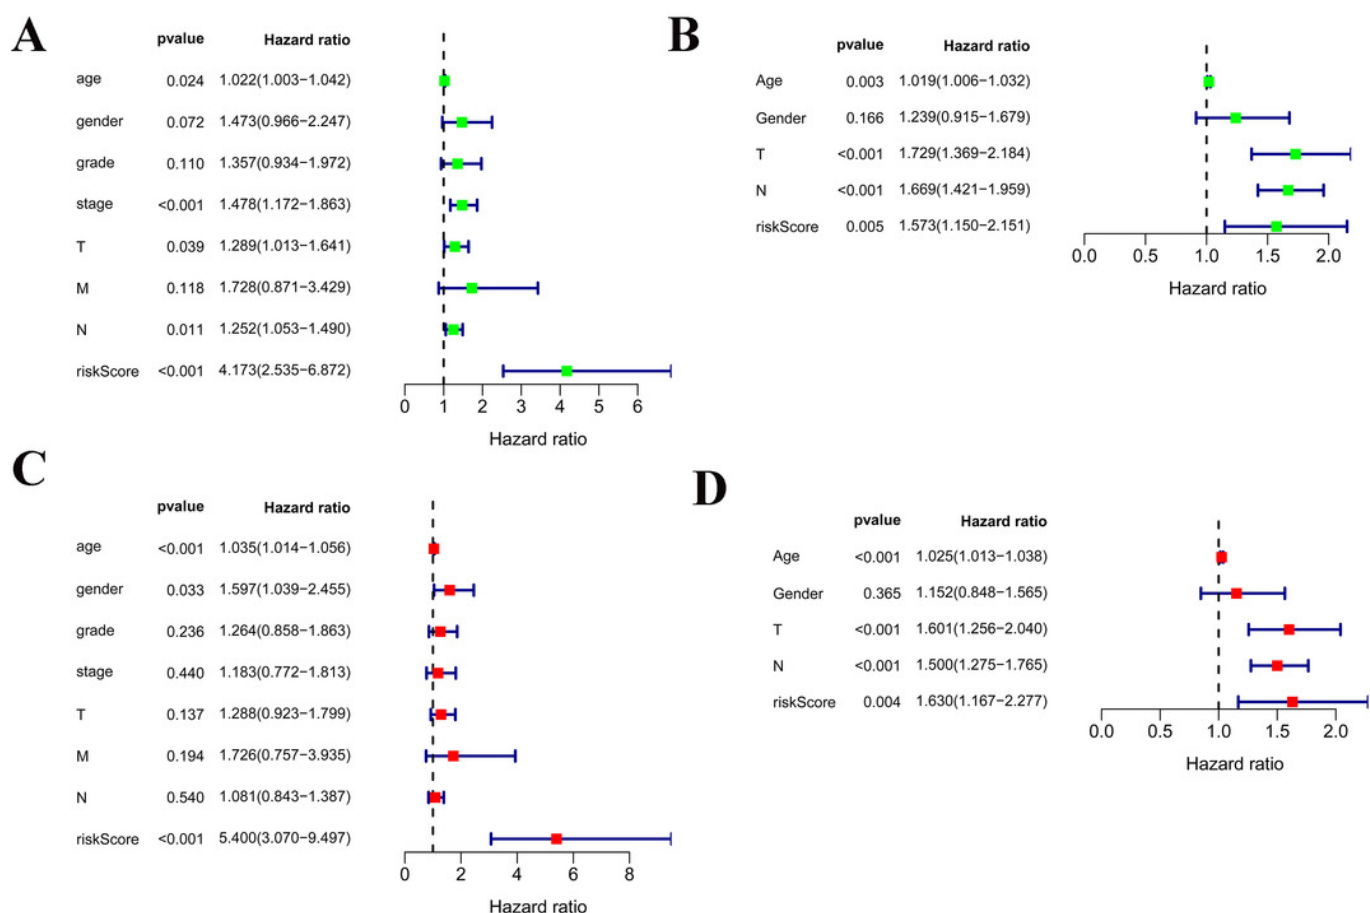 A
pvalue Hazard ratio
age 0.024 1.022(1.003−1.042)
gender 0.072 1.473(0.966−2.247)
grade 0.110 1.357(0.934−1.972)
stage <0.001 1.478(1.172−1.863)
T 0.039 1.289(1.013−1.641)
M 0.118 1.728(0.871−3.429)
N 0.011 1.252(1.053−1.490)
riskScore <0.001 4.173(2.535−6.872)
0 1 2 3 4 5 6
Hazard ratio
B
pvalue Hazard ratio
Age 0.003 1.019(1.006−1.032)
Gender 0.166 1.239(0.915−1.679)
T <0.001 1.729(1.369−2.184)
N <0.001 1.669(1.421−1.959)
riskScore 0.005 1.573(1.150−2.151)
0.0 0.5 1.0 1.5 2.0
Hazard ratio
C
pvalue Hazard ratio
age <0.001 1.035(1.014−1.056)
gender 0.033 1.597(1.039−2.455)
grade 0.236 1.264(0.858−1.863)
stage 0.440 1.183(0.772−1.813)
T 0.137 1.288(0.923−1.799)
M 0.194 1.726(0.757−3.935)
N 0.540 1.081(0.843−1.387)
riskScore <0.001 5.400(3.070−9.497)
0 2 4 6 8
Hazard ratio
D
pvalue Hazard ratio
Age <0.001 1.025(1.013−1.038)
Gender 0.365 1.152(0.848−1.565)
T <0.001 1.601(1.256−2.040)
N <0.001 1.500(1.275−1.765)
riskScore 0.004 1.630(1.167−2.277)
0.0 0.5 1.0 1.5 2.0
Hazard ratio